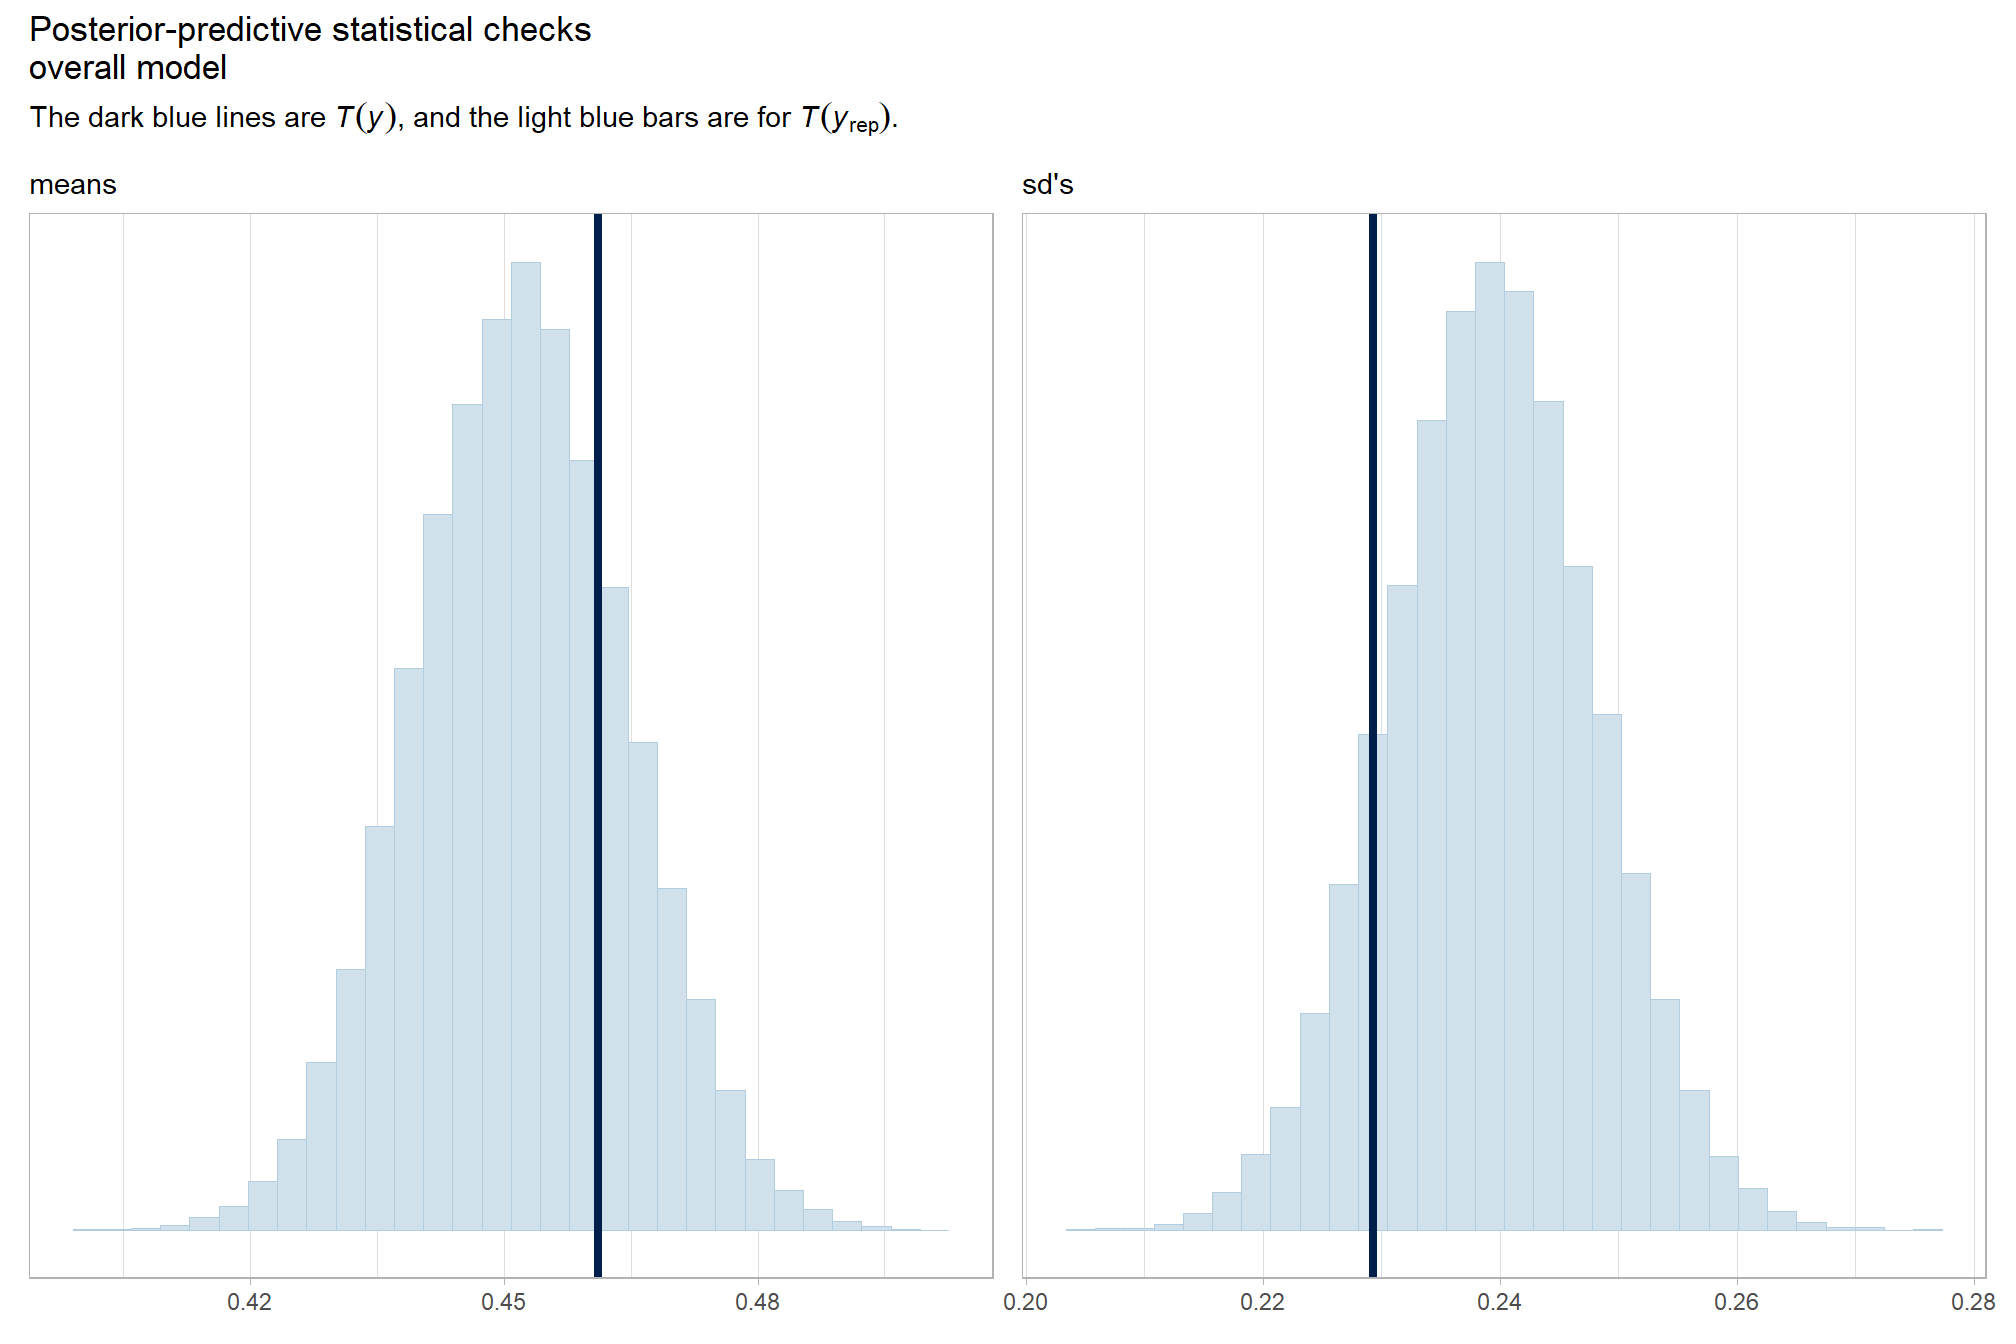 Posterior-predictive statistical checks
overall model
The dark blue lines are T(y), and the light blue bars are for T(yrep).
means
sd's
0.42 0.45 0.48
0.20 0.22 0.24 0.26 0.28